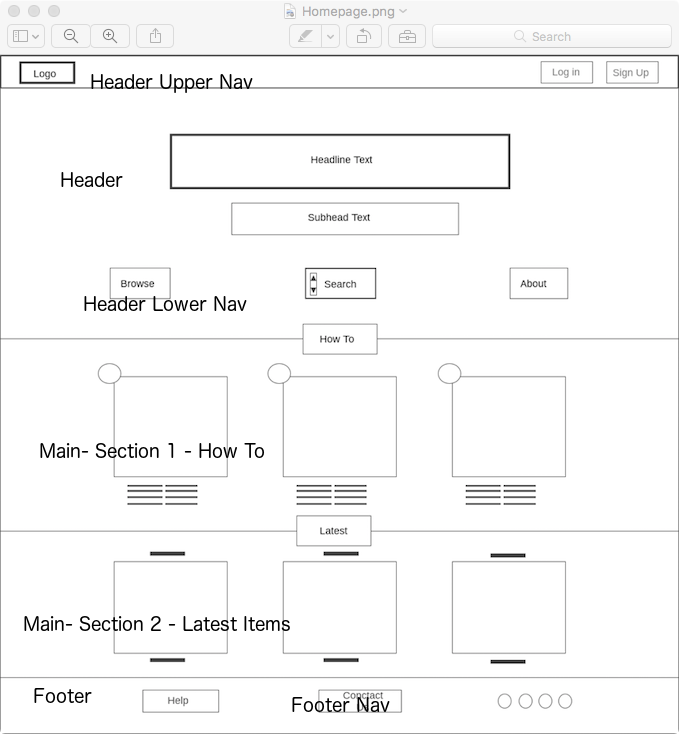 Homepage.png
Search
Logo
Header Upper Nav
Log in
Sign Up
Headline Text
Header
Subhead Text
Browse
Search
About
Header Lower Nav
How To
Main- Section 1 - How To
Latest
Main- Section 2 - Latest Items
Footer
Help
Conctact
Footer Nav